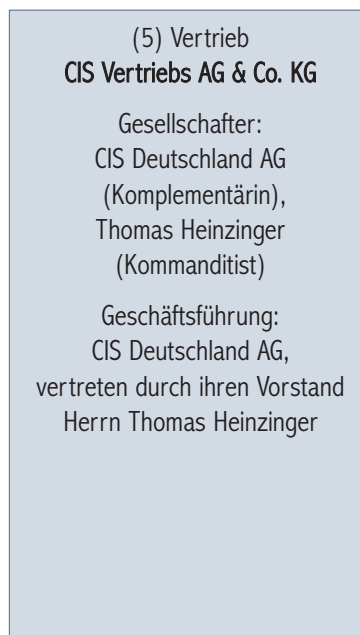 (5) Vertrieb
CIS Vertriebs AG & Co. KG
Gesellschafter:
CIS Deutschland AG
(Komplementärin),
Thomas Heinzinger
(Kommanditist)
Geschäftsführung:
CIS Deutschland AG,
vertreten durch ihren Vorstand
Herrn Thomas Heinzinger